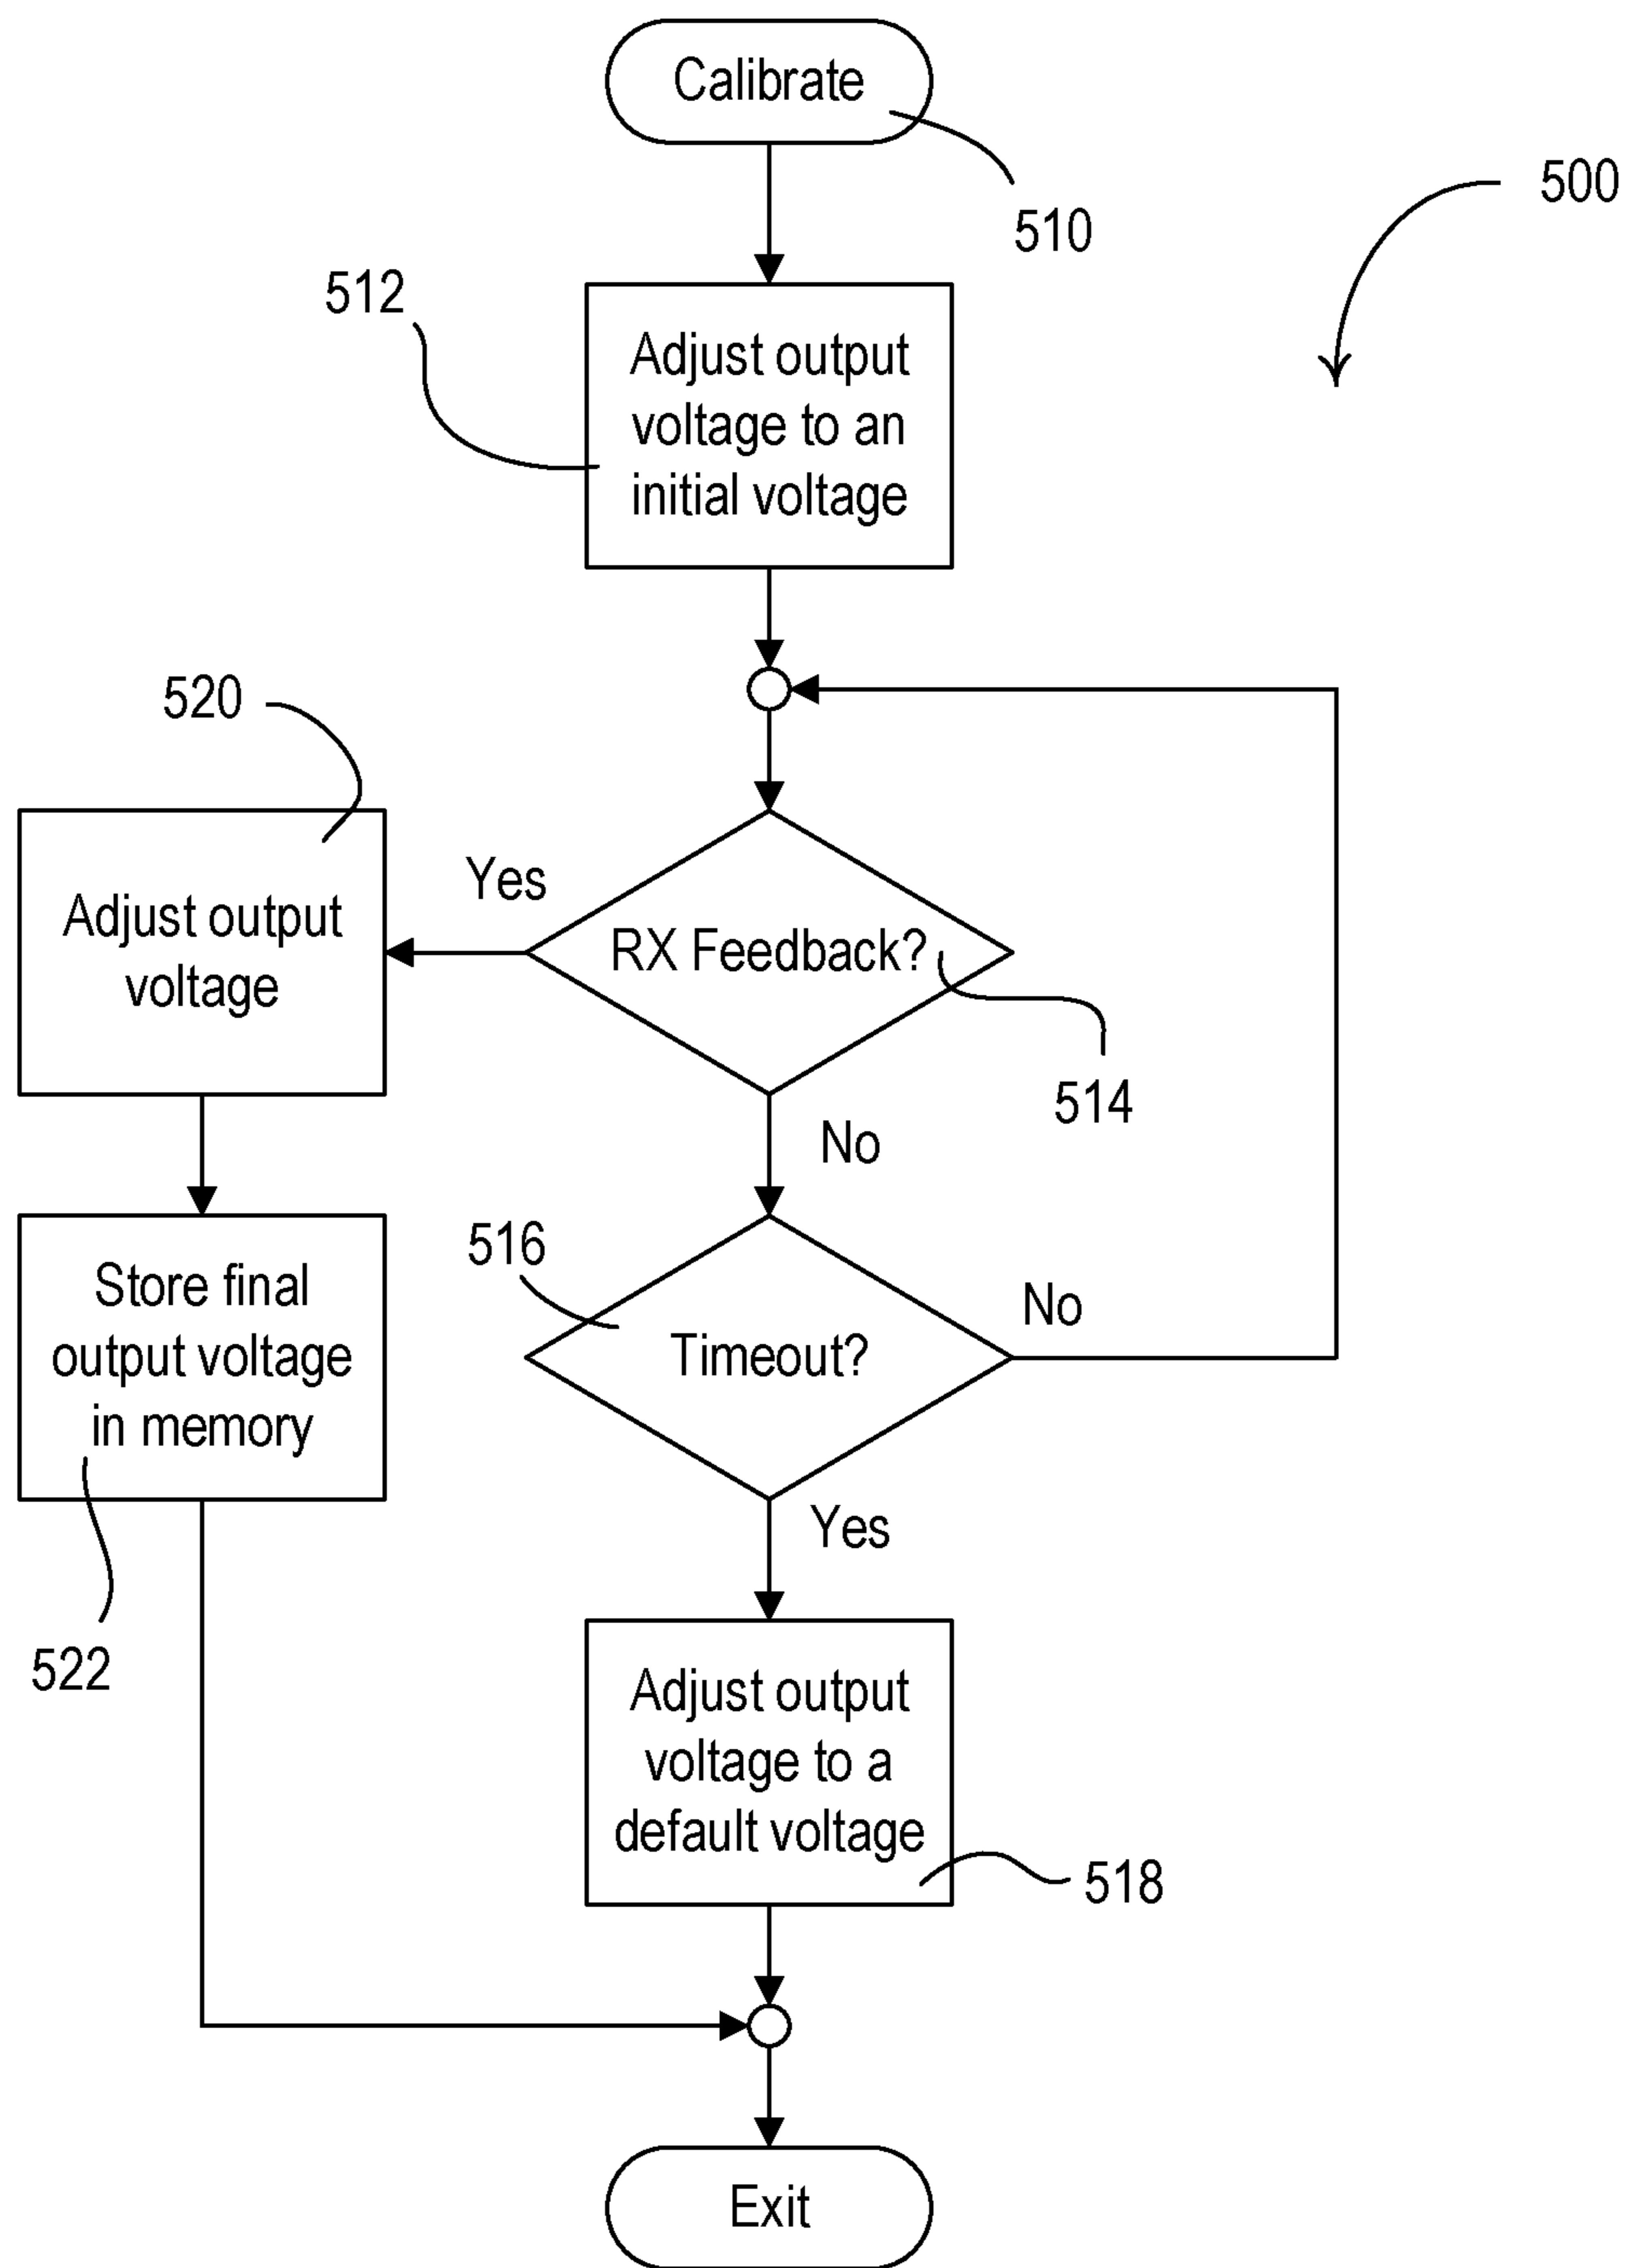 Calibrate
510
500
512
Adjust output
voltage to an
initial voltage
520
Yes
Adjust output
voltage
RX Feedback?
514
No
516
Store final
output voltage
in memory
Timeout?
No
Yes
522
Adjust output
voltage to a
default voltage
518
Exit